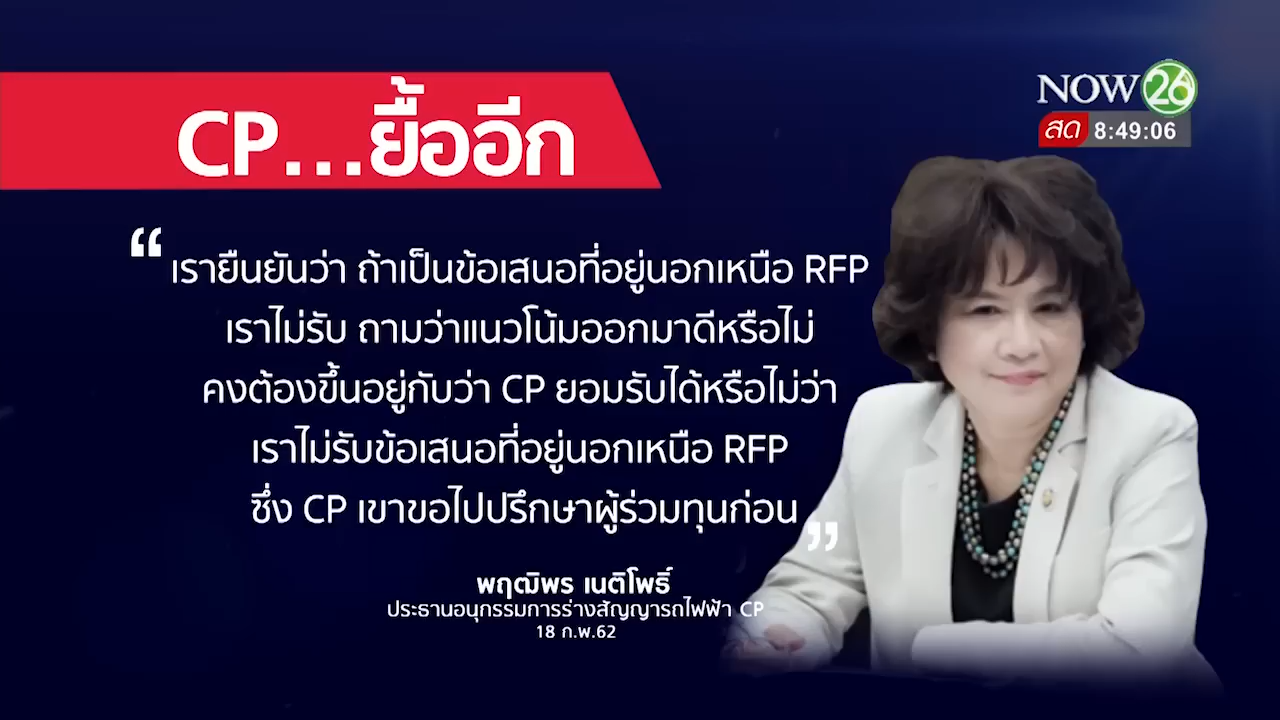 NOW 26
สด 8:49:06
CP...ยื้ออีก
“ เรายืนยันว่า ถ้าเป็นข้อเสนอที่อยู่นอกเหนือ RFP
เราไม่รับ ถามว่าแนวโน้มออกมาดีหรือไม่
คงต้องขึ้นอยู่กับว่า CP ยอมรับได้หรือไม่ว่า
เราไม่รับข้อเสนอที่อยู่นอกเหนือ RFP
ซึ่ง CP เขาขอไปปรึกษาผู้ร่วมทุนก่อน ”
พฤฒิพร เนติโพธิ์
ประธานอนุกรรมการร่างสัญญารถไฟฟ้า CP
18 ก.พ.62